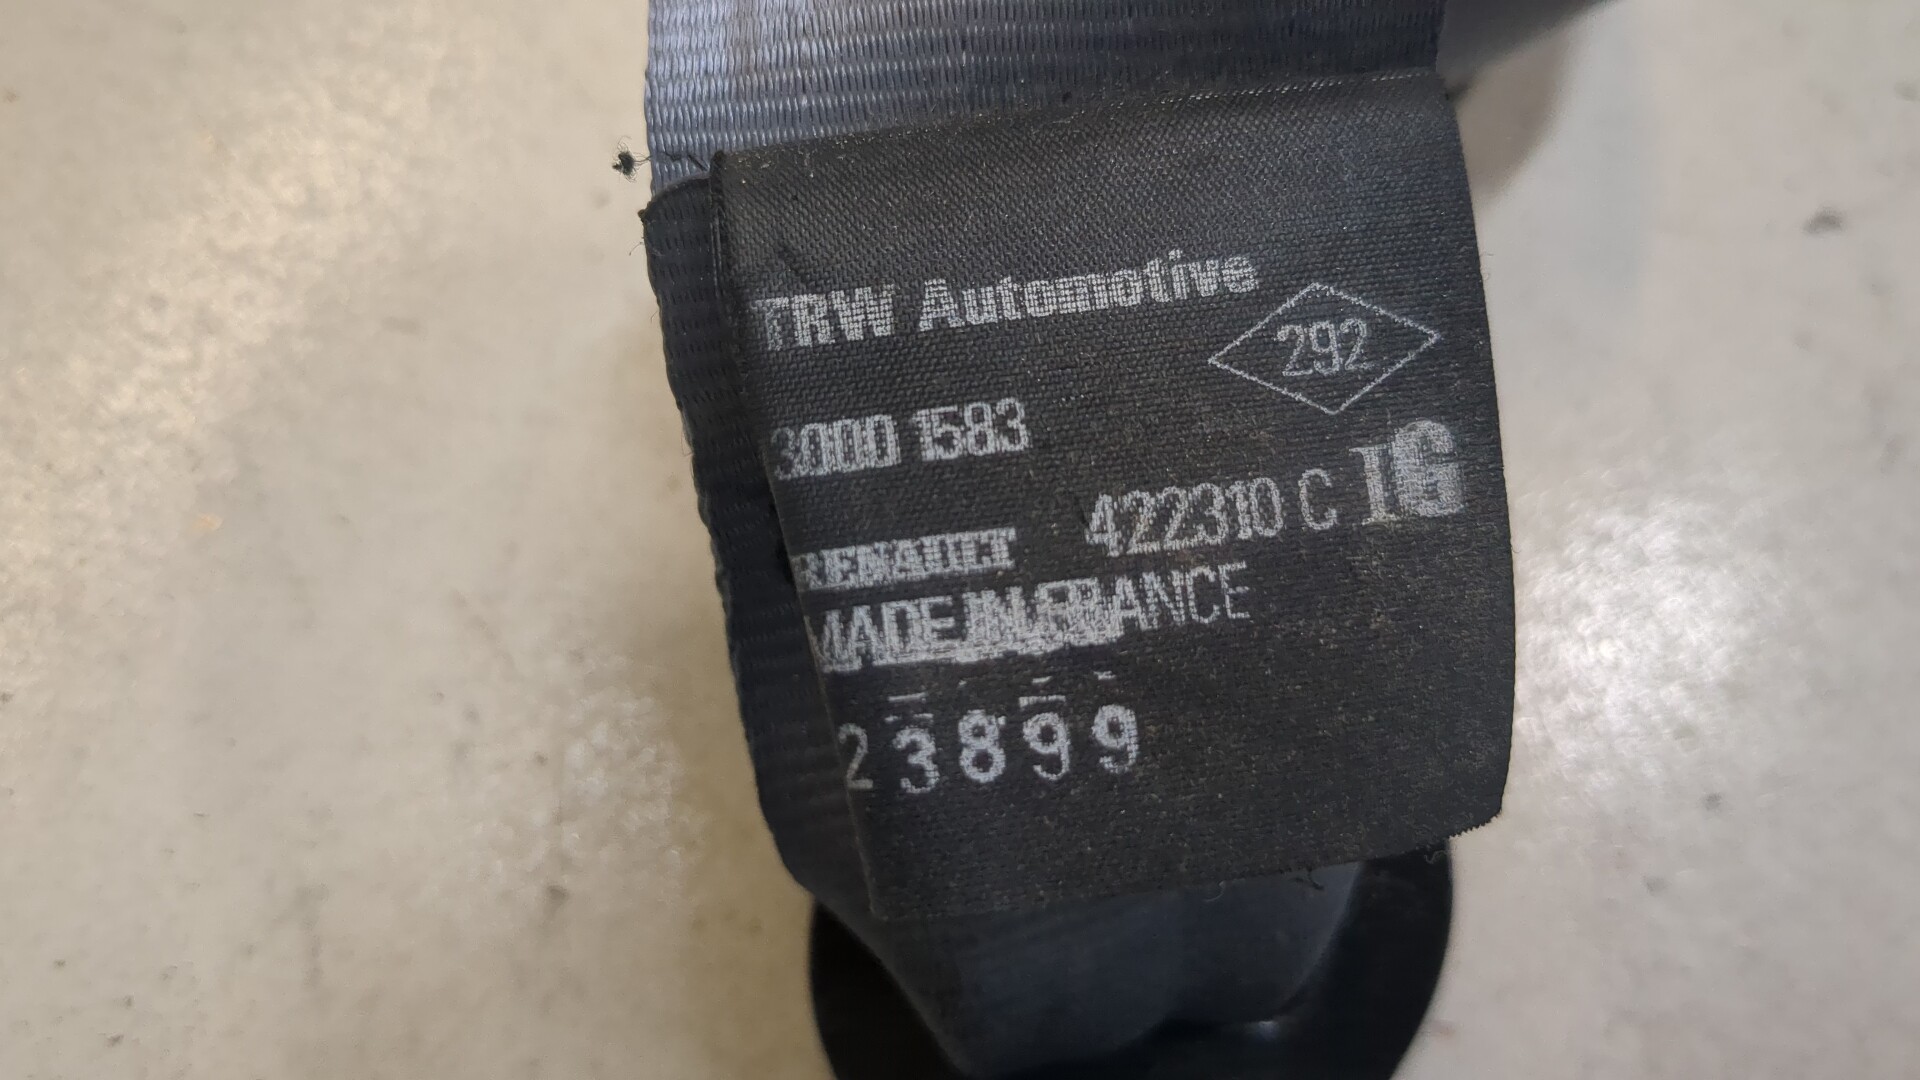 TRW Automotive
292
3000 1583
422310 C IG
RENAULT
MADE IN FRANCE
23899